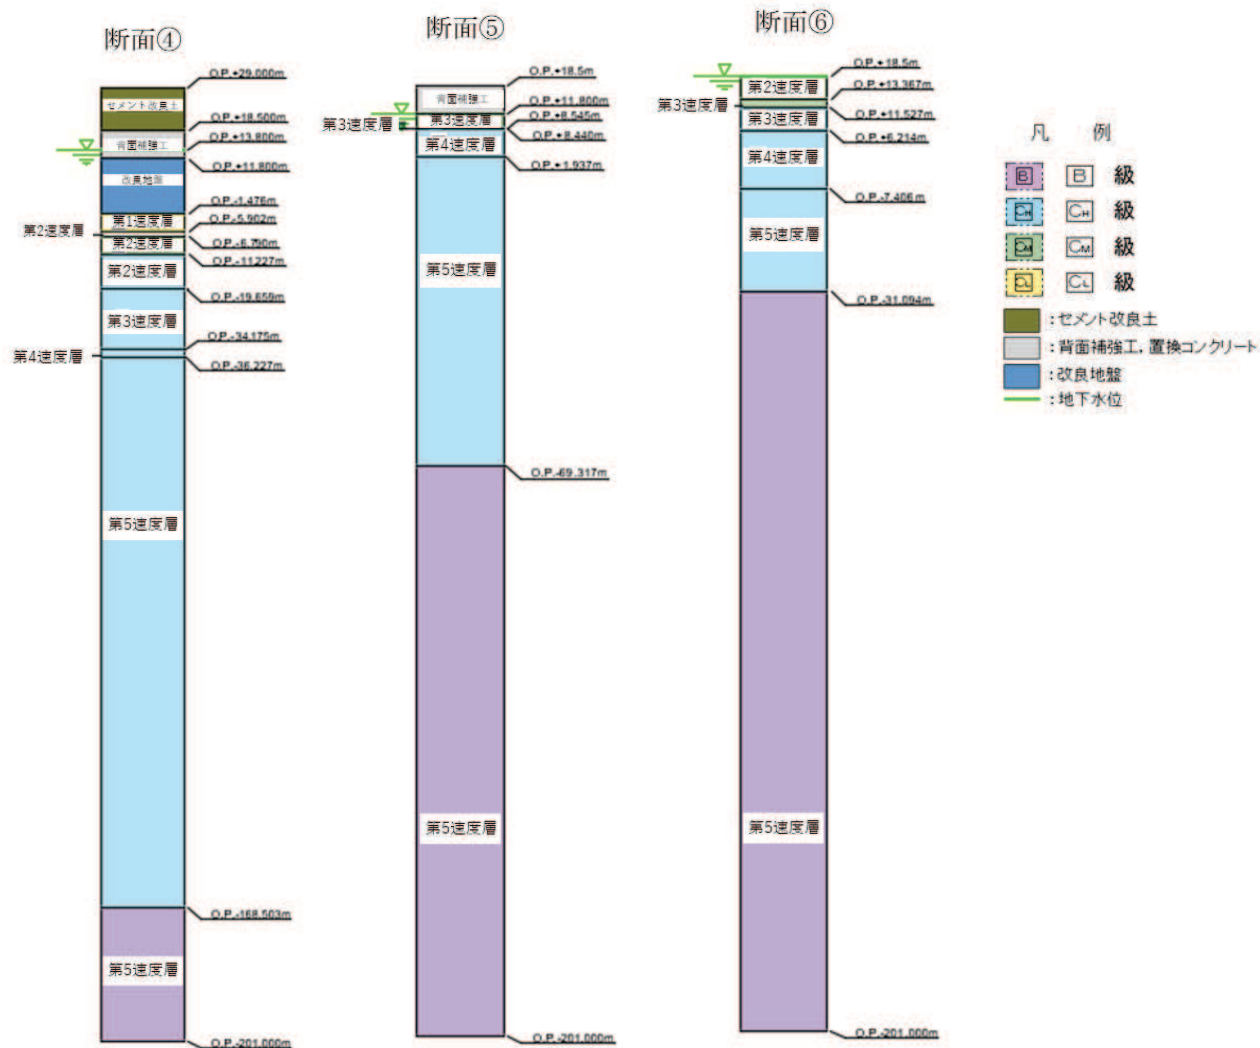 断面④
O.P.+29.000m
セメント改良土
O.P.+18.500m
背面補強工
O.P.+13.800m
O.P.+11.800m
改良地盤
O.P.-1.476m
第1速度層
O.P.-5.902m
第2速度層
第2速度層
O.P.-6.790m
O.P.-11.227m
第2速度層
O.P.-19.659m
第3速度層
O.P.-34.175m
第4速度層
O.P.-36.227m
第5速度層
O.P.-168.503m
第5速度層
O.P.-201.000m
断面⑤
O.P.+18.5m
背面補強工
O.P.+11.800m
第3速度層
第3速度層
O.P.+8.545m
O.P.+8.440m
第4速度層
O.P.+1.937m
第5速度層
O.P.-69.317m
第5速度層
O.P.-201.000m
断面⑥
O.P.+18.5m
第2速度層
O.P.+13.367m
第3速度層
O.P.+11.527m
第3速度層
O.P.+6.214m
第4速度層
O.P.-7.406m
第5速度層
O.P.-31.094m
第5速度層
O.P.-201.000m
凡 例
B B 級
CH CH 級
CM CM 級
CL CL 級
:セメント改良土
:背面補強工，置換コンクリート
:改良地盤
:地下水位